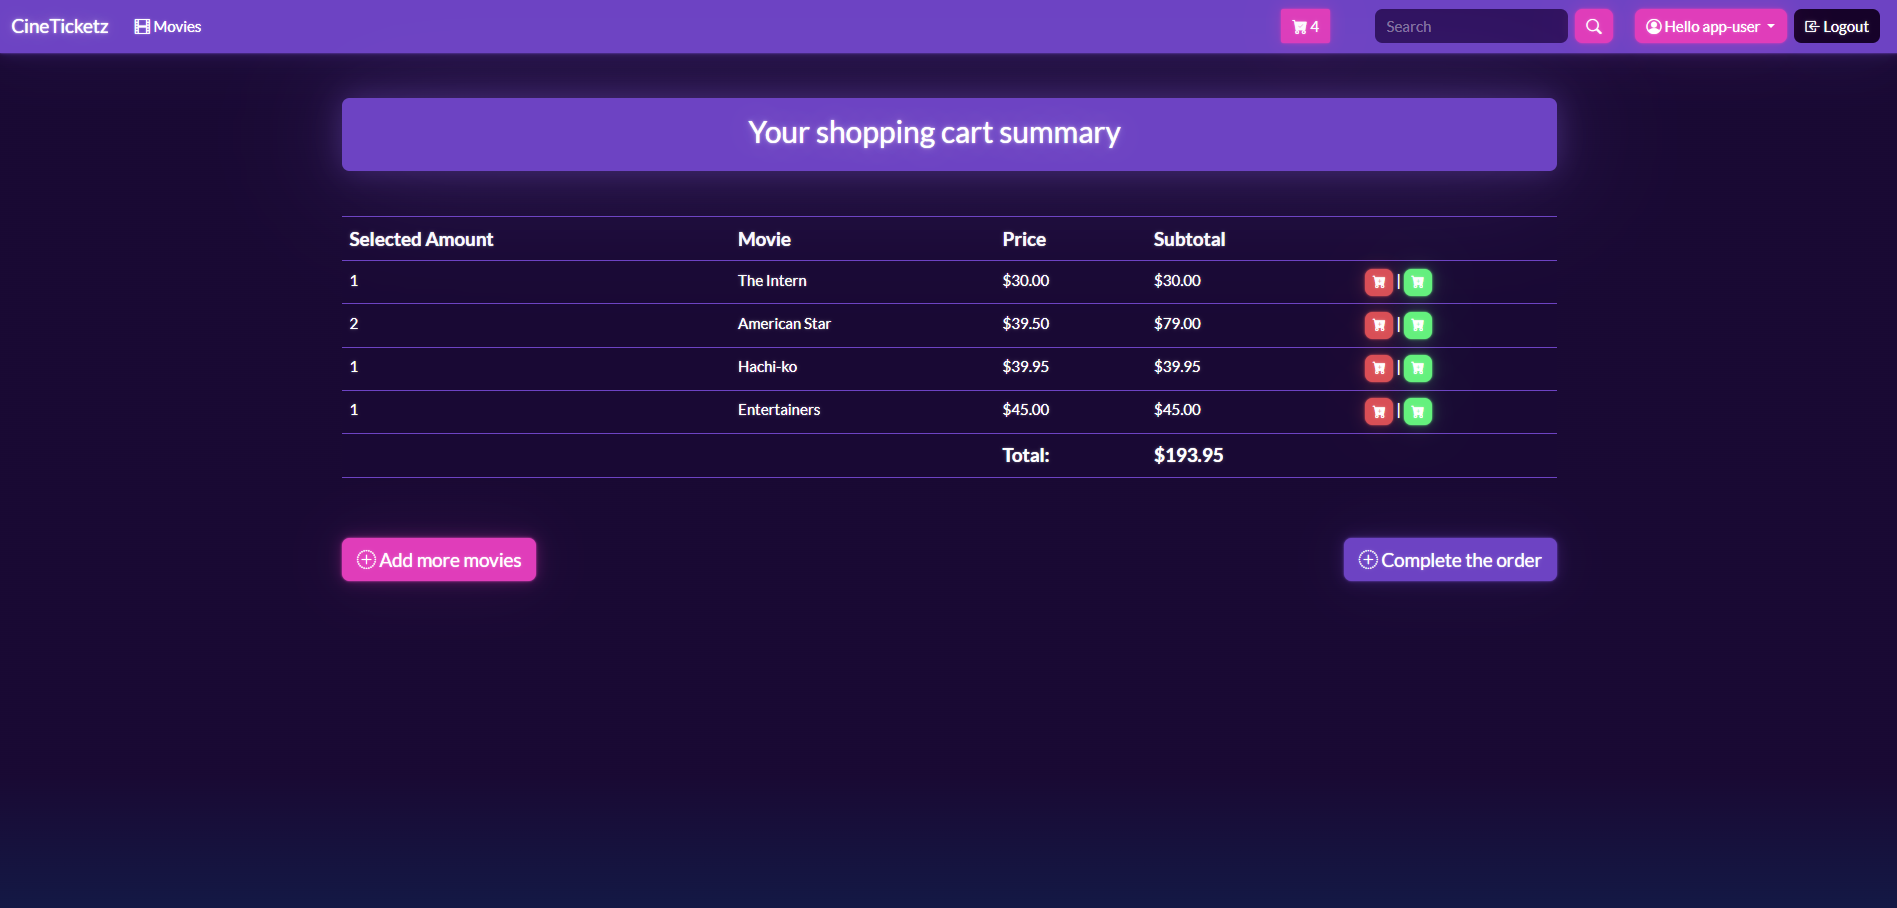 CineTicketz Movies 4 Search Hello app-user Logout
Your shopping cart summary
Selected Amount Movie Price Subtotal
1 The Intern $30.00 $30.00 |
2 American Star $39.50 $79.00 |
1 Hachi-ko $39.95 $39.95 |
1 Entertainers $45.00 $45.00 |
Total: $193.95
Add more movies Complete the order